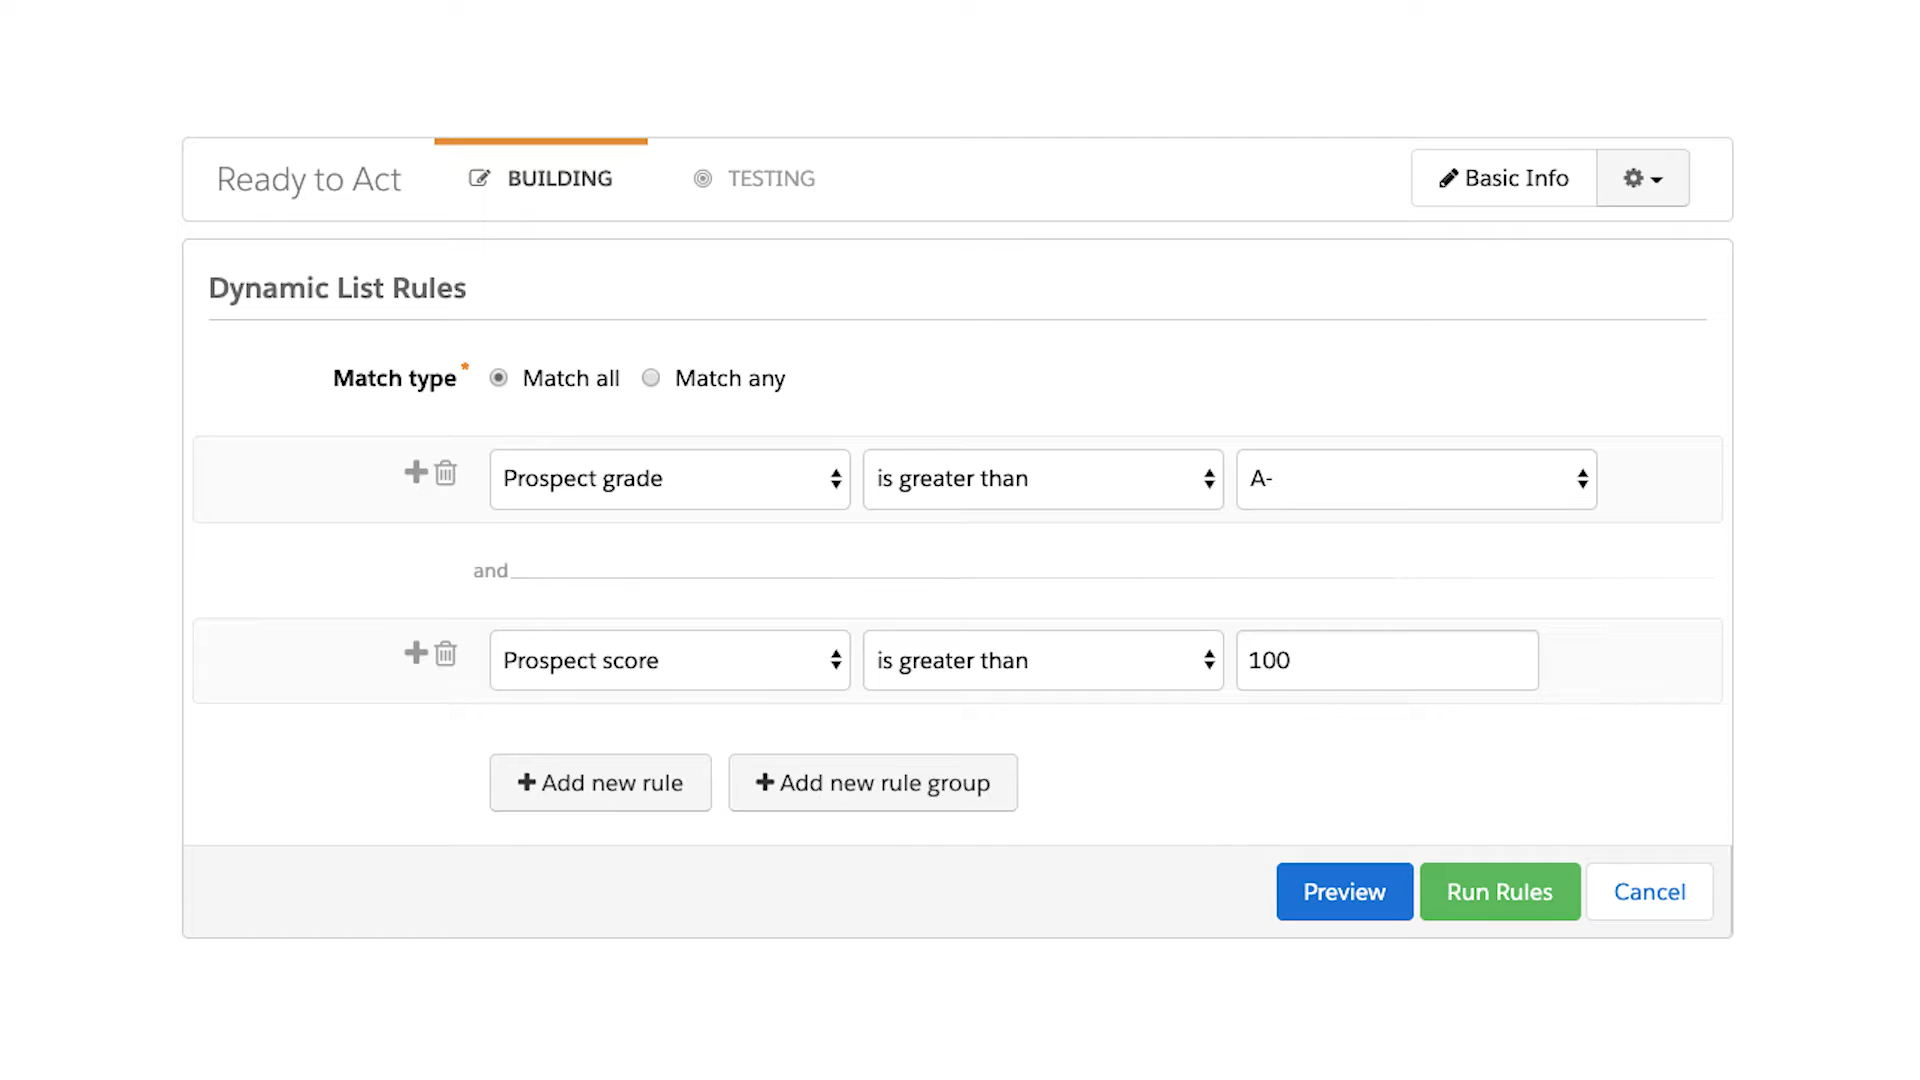 Ready to Act
BUILDING
TESTING
Basic Info
Dynamic List Rules
Match type * Match all Match any
Prospect grade is greater than A-
and
Prospect score is greater than 100
Add new rule Add new rule group
Preview Run Rules Cancel